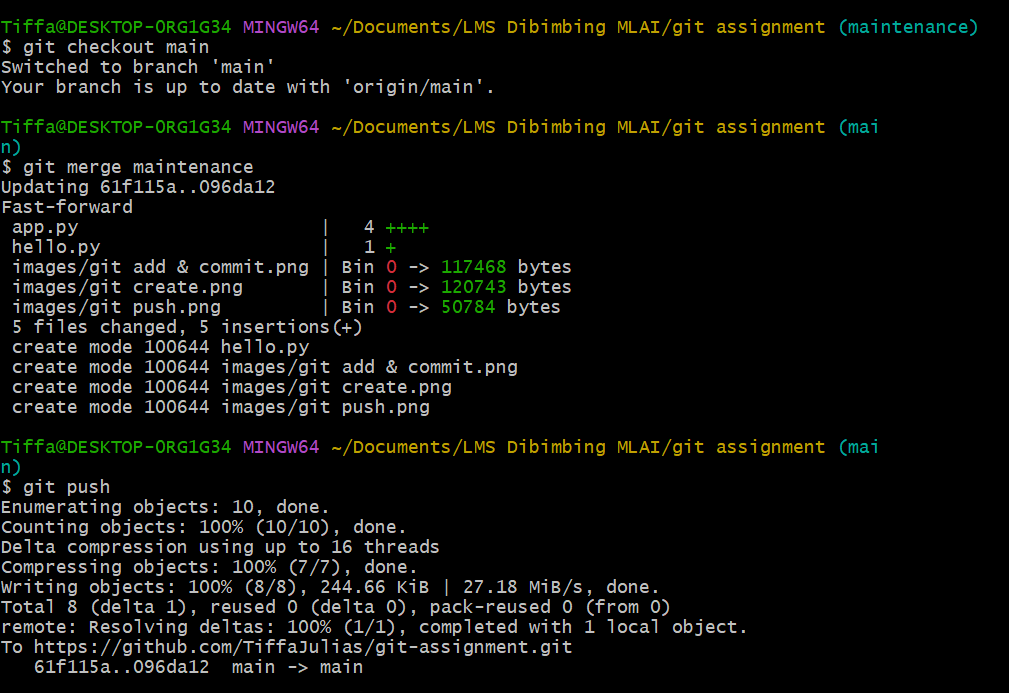 Tiffa@DESKTOP-0RG1G34 MINGW64 ~/Documents/LMS Dibimbing MLAI/git assignment (maintenance)
$ git checkout main
Switched to branch 'main'
Your branch is up to date with 'origin/main'.
Tiffa@DESKTOP-0RG1G34 MINGW64 ~/Documents/LMS Dibimbing MLAI/git assignment (mai
n)
$ git merge maintenance
Updating 61f115a..096da12
Fast-forward
 app.py                      |   4 ++++
 hello.py                    |   1 +
 images/git add & commit.png | Bin 0 -> 117468 bytes
 images/git create.png       | Bin 0 -> 120743 bytes
 images/git push.png         | Bin 0 -> 50784 bytes
 5 files changed, 5 insertions(+)
 create mode 100644 hello.py
 create mode 100644 images/git add & commit.png
 create mode 100644 images/git create.png
 create mode 100644 images/git push.png
Tiffa@DESKTOP-0RG1G34 MINGW64 ~/Documents/LMS Dibimbing MLAI/git assignment (mai
n)
$ git push
Enumerating objects: 10, done.
Counting objects: 100% (10/10), done.
Delta compression using up to 16 threads
Compressing objects: 100% (7/7), done.
Writing objects: 100% (8/8), 244.66 KiB | 27.18 MiB/s, done.
Total 8 (delta 1), reused 0 (delta 0), pack-reused 0 (from 0)
remote: Resolving deltas: 100% (1/1), completed with 1 local object.
To https://github.com/TiffaJulias/git-assignment.git
   61f115a..096da12  main -> main